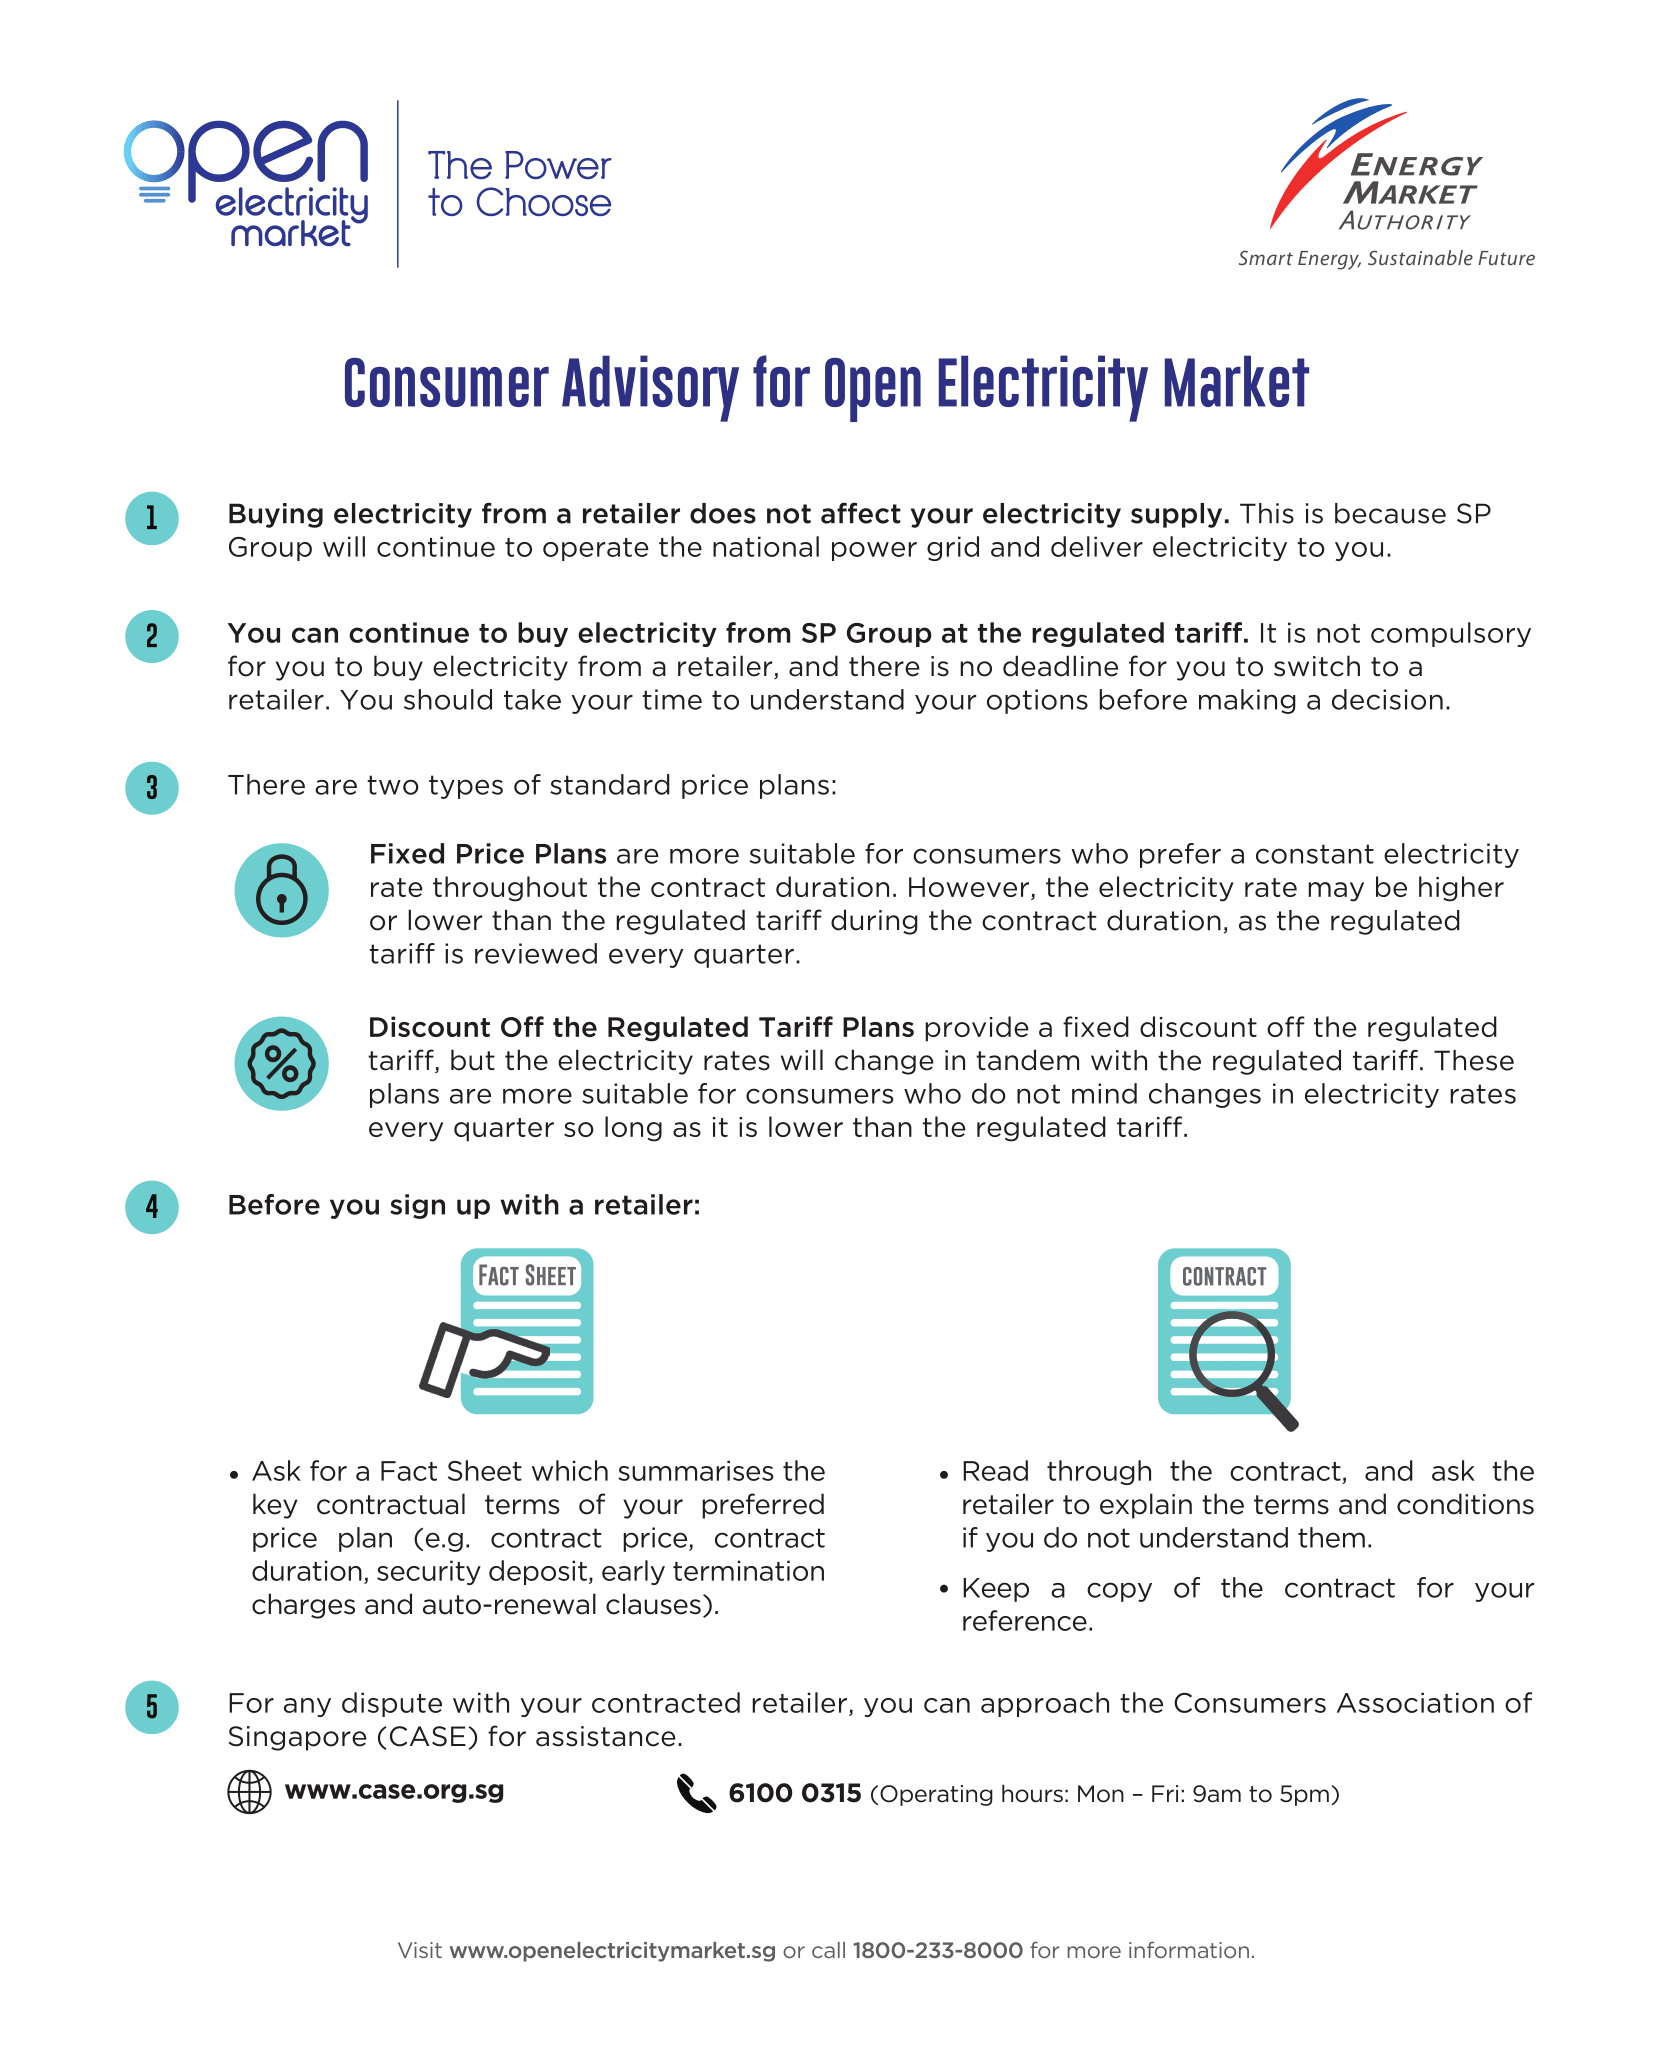 open
electricity
market
The Power
to Choose
ENERGY
MARKET
AUTHORITY
Smart Energy, Sustainable Future
Consumer Advisory for Open Electricity Market
1
Buying electricity from a retailer does not affect your electricity supply. This is because SP
Group will continue to operate the national power grid and deliver electricity to you.
2
You can continue to buy electricity from SP Group at the regulated tariff. It is not compulsory
for you to buy electricity from a retailer, and there is no deadline for you to switch to a
retailer. You should take your time to understand your options before making a decision.
3
There are two types of standard price plans:
Fixed Price Plans are more suitable for consumers who prefer a constant electricity
rate throughout the contract duration. However, the electricity rate may be higher
or lower than the regulated tariff during the contract duration, as the regulated
tariff is reviewed every quarter.
%
Discount Off the Regulated Tariff Plans provide a fixed discount off the regulated
tariff, but the electricity rates will change in tandem with the regulated tariff. These
plans are more suitable for consumers who do not mind changes in electricity rates
every quarter so long as it is lower than the regulated tariff.
4
Before you sign up with a retailer:
FACT SHEET
• Ask for a Fact Sheet which summarises the
key contractual terms of your preferred
price plan (e.g. contract price, contract
duration, security deposit, early termination
charges and auto-renewal clauses).
CONTRACT
• Read through the contract, and ask the
retailer to explain the terms and conditions
if you do not understand them.
• Keep a copy of the contract for your
reference.
5
For any dispute with your contracted retailer, you can approach the Consumers Association of
Singapore (CASE) for assistance.
www.case.org.sg
6100 0315 (Operating hours: Mon – Fri: 9am to 5pm)
Visit www.openelectricitymarket.sg or call 1800-233-8000 for more information.